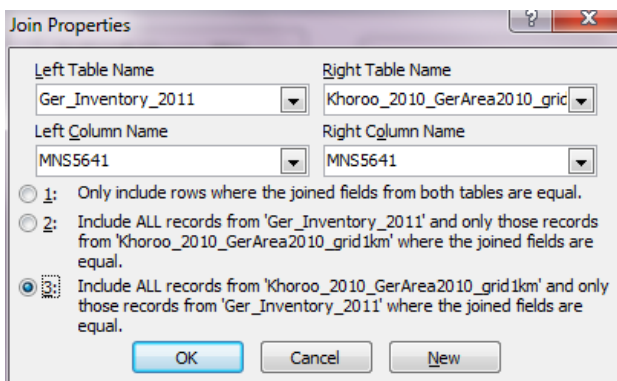 Join Properties
Left Table Name Right Table Name
Ger_Inventory_2011 Khoroo_2010_GerArea2010_grid
Left Column Name Right Column Name
MNS5641 MNS5641
1: Only include rows where the joined fields from both tables are equal.
2: Include ALL records from 'Ger_Inventory_2011' and only those records
from 'Khoroo_2010_GerArea2010_grid1km' where the joined fields are
equal.
3: Include ALL records from 'Khoroo_2010_GerArea2010_grid1km' and only
those records from 'Ger_Inventory_2011' where the joined fields are
equal.
OK Cancel New